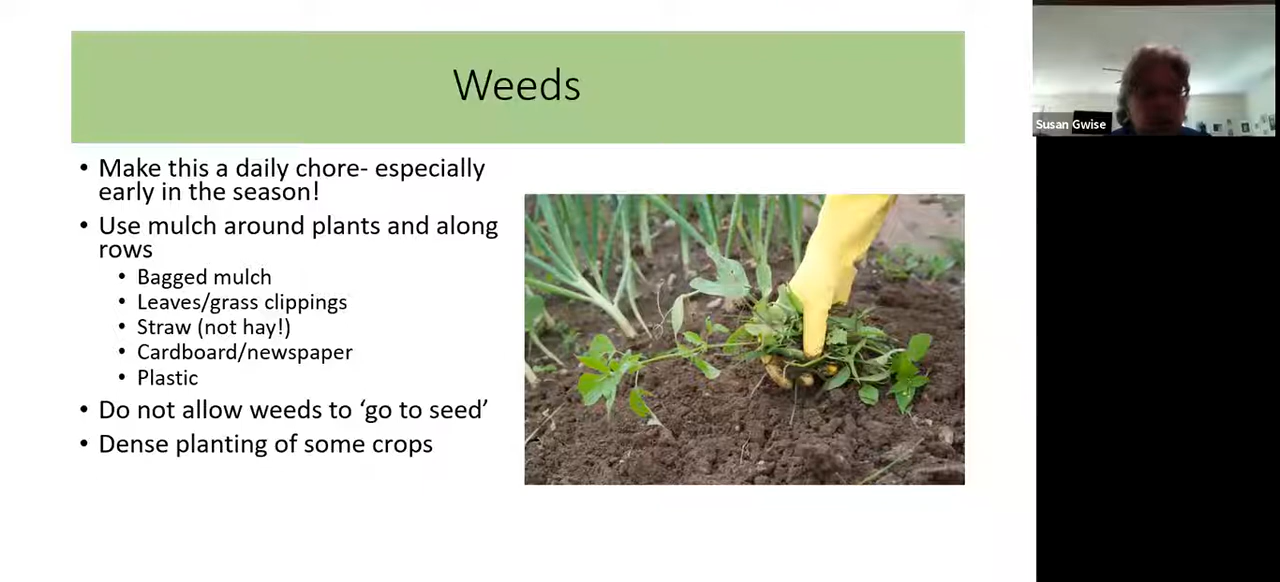 Weeds
• Make this a daily chore- especially
early in the season!
• Use mulch around plants and along
rows
• Bagged mulch
• Leaves/grass clippings
• Straw (not hay!)
• Cardboard/newspaper
• Plastic
• Do not allow weeds to ‘go to seed’
• Dense planting of some crops
Susan Gwise